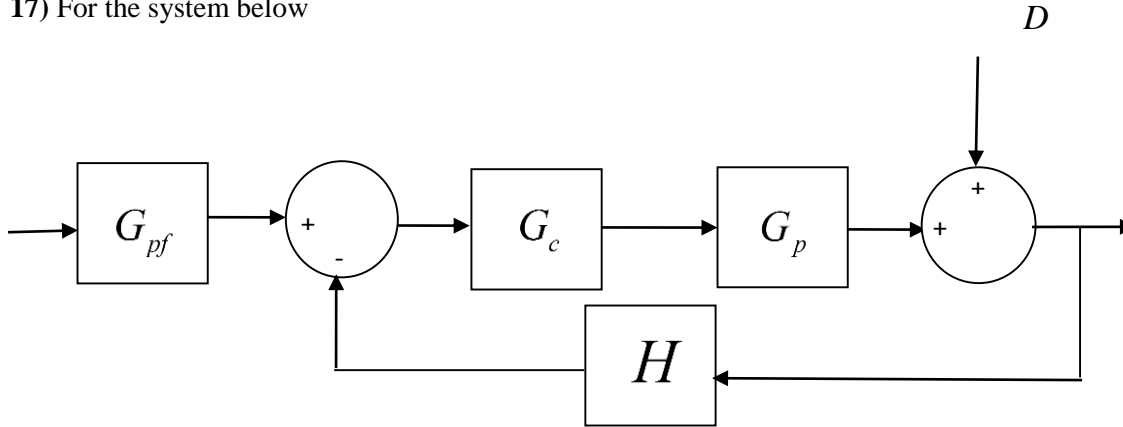 17) For the system below
D
+
G_pf
+
-
G_c
G_p
+
H